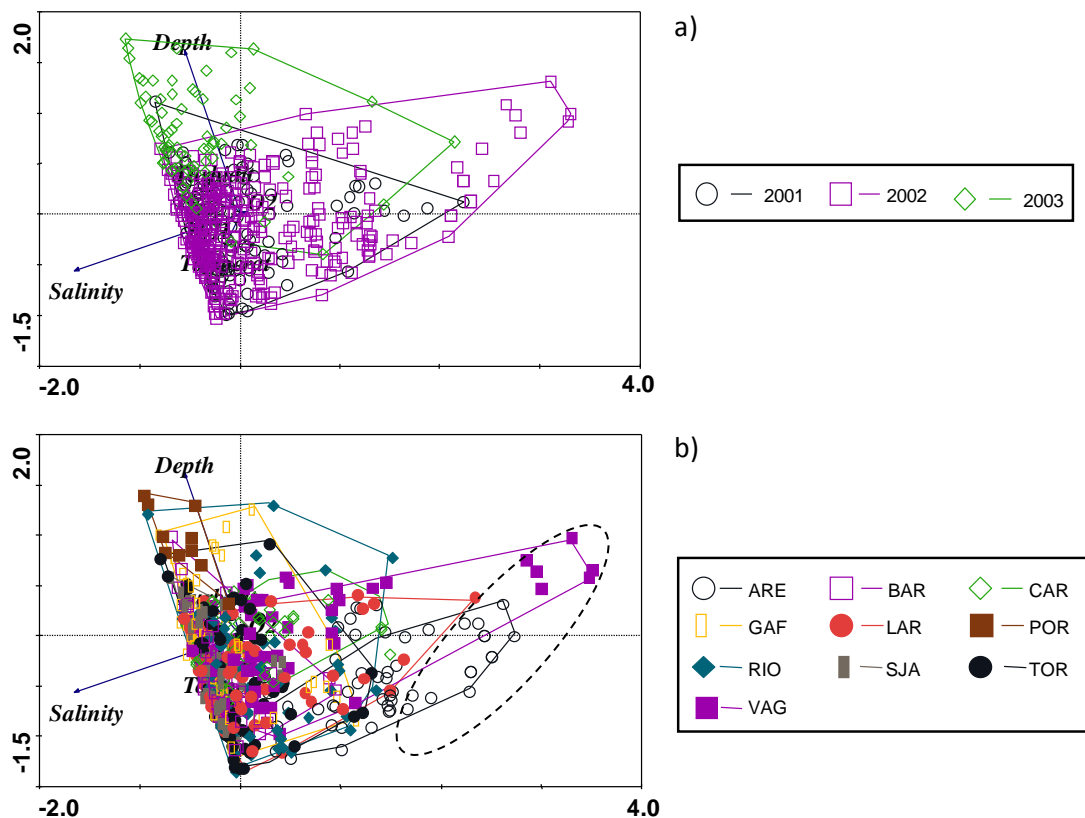 a)
2.0
Depth
O2
Salinity
-1.5
-2.0
4.0
2001
2002
2003
b)
2.0
Depth
Salinity
-1.5
-2.0
4.0
ARE
BAR
CAR
GAF
LAR
POR
RIO
SJA
TOR
VAG